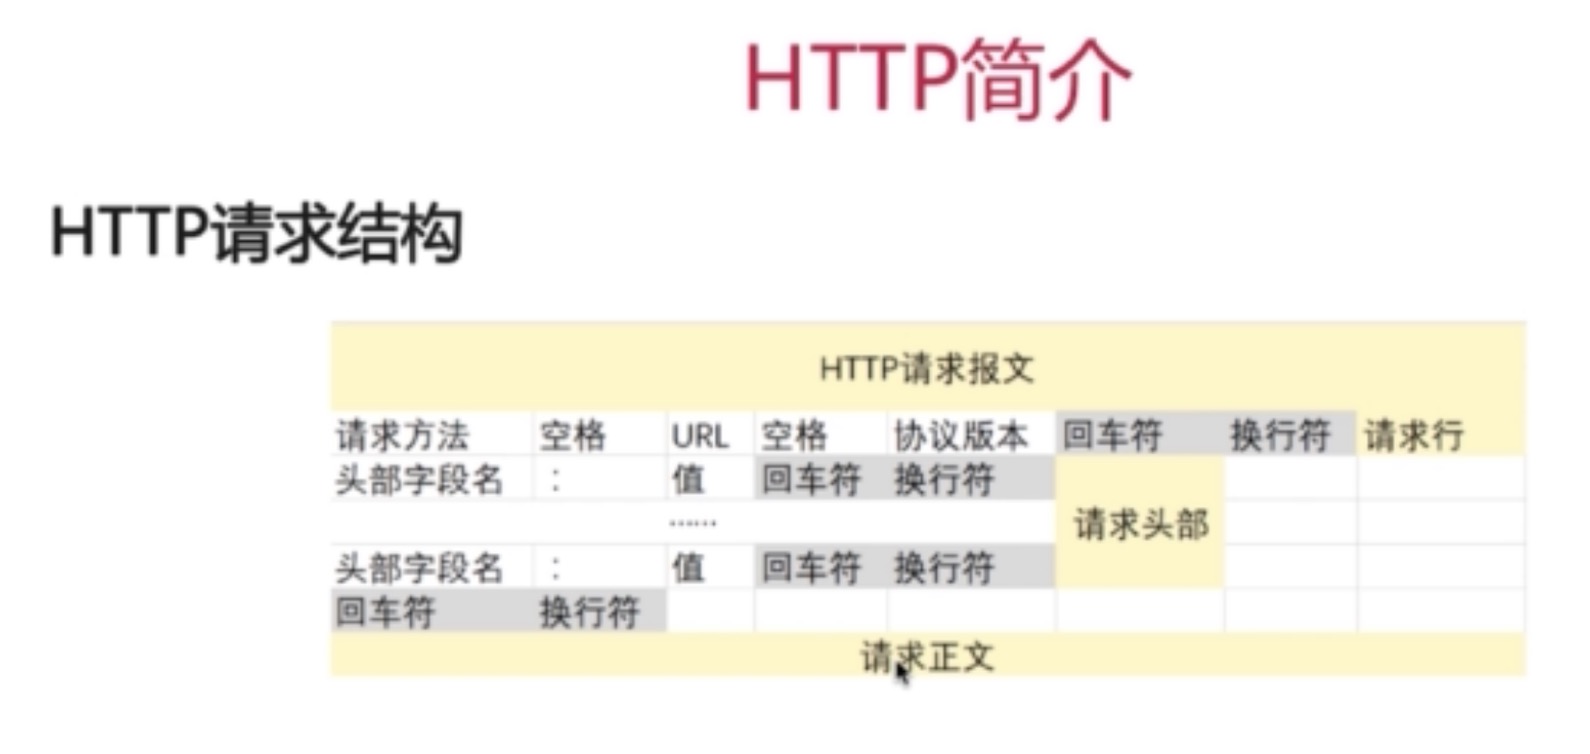 HTTP简介
HTTP请求结构
HTTP请求报文
请求方法 空格 URL 空格 协议版本 回车符 换行符 请求行
头部字段名 : 值 回车符 换行符
......
请求头部
头部字段名 : 值 回车符 换行符
回车符 换行符
请求正文